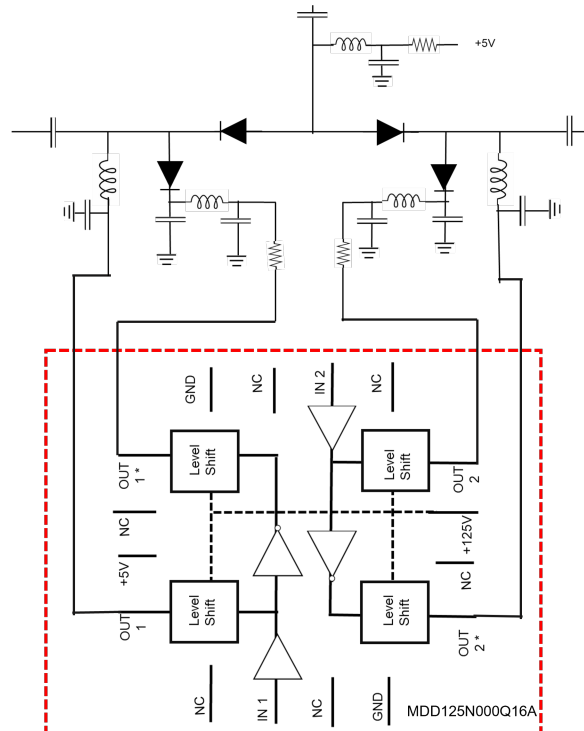 +5V
GND
NC
IN 2
NC
OUT
1 *
Level
Shift
Level
Shift
OUT
2
NC
+5V
+125V
NC
OUT
1
Level
Shift
Level
Shift
OUT
2 *
NC
IN 1
NC
GND
MDD125N000Q16A